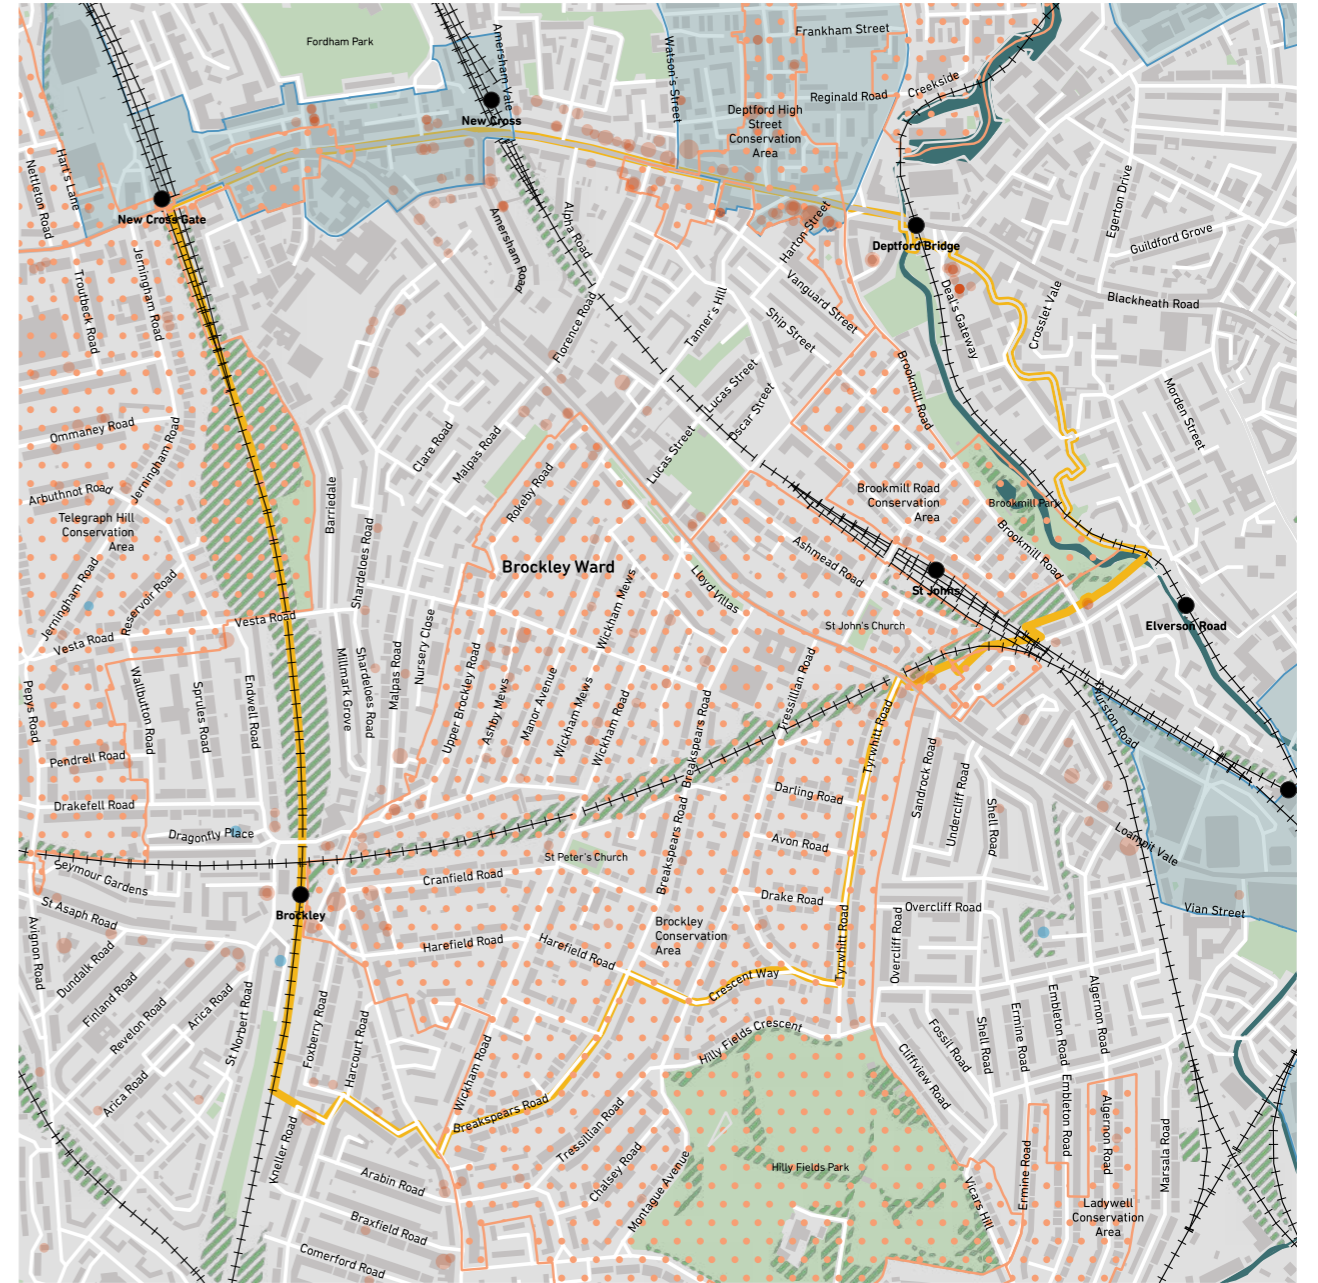 Fordham Park
Amersham Vale
Watson's Street
Frankham Street
Creekside
Reginald Road
New Cross
Deptford High
Street
Conservation
Area
Hart's Lane
Nettleton Road
New Cross Gate
Egerton Drive
Alpha Road
Amersham Road
Harton Street
Deptford Bridge
Guildford Grove
Jerningham Road
Troutbeck Road
Vanguard Street
Deal's Gateway
Crosslet Vale
Blackheath Road
Florence Road
Tanner's Hill
Ship Street
Brookmill Road
Lucas Street
Oscar Street
Morden Street
Ommaney Road
Jerningham Road
Clare Road
Malpas Road
Lucas Street
Rokeby Road
Arbuthnot Road
Barriedale
Brookmill Road
Conservation
Area
Brookmill Park
Telegraph Hill
Conservation
Area
Shardeloes Road
Brockley Ward
Ashmead Road
Brookmill Road
St Johns
Lloyd Villas
Jerningham Road
Reservoir Road
Wickham Mews
Vesta Road
Vesta Road
Nursery Close
St John's Church
Elverson Road
Pepys Road
Wallbutton Road
Sprules Road
Endwell Road
Millmark Grove
Shardeloes Road
Malpas Road
Upper Brockley Road
Ashby Mews
Manor Avenue
Wickham Mews
Wickham Road
Breakspears Road
Tressillian Road
Tyrwhitt Road
Thurston Road
Pendrell Road
Sandrock Road
Undercliff Road
Shell Road
Drakefell Road
Darling Road
Dragonfly Place
Loampit Vale
Avon Road
St Peter's Church
Breakspears Road
Seymour Gardens
Cranfield Road
Drake Road
Brockley
St Asaph Road
Overcliff Road
Vian Street
Avignon Road
Dundalk Road
Harefield Road
Harefield Road
Brockley
Conservation
Area
Tyrwhitt Road
Overcliff Road
Finland Road
Revelon Road
Arica Road
St Norbert Road
Foxberry Road
Harcourt Road
Crescent Way
Hilly Fields Crescent
Fossil Road
Shell Road
Ermine Road
Embleton Road
Algernon Road
Arica Road
Wickham Road
Cliffview Road
Breakspears Road
Tressillian Road
Kneller Road
Embleton Road
Algernon Road
Marsala Road
Arabin Road
Chalsey Road
Montague Avenue
Hilly Fields Park
Vicars Hill
Ermine Road
Ladywell
Conservation
Area
Braxfield Road
Comerford Road